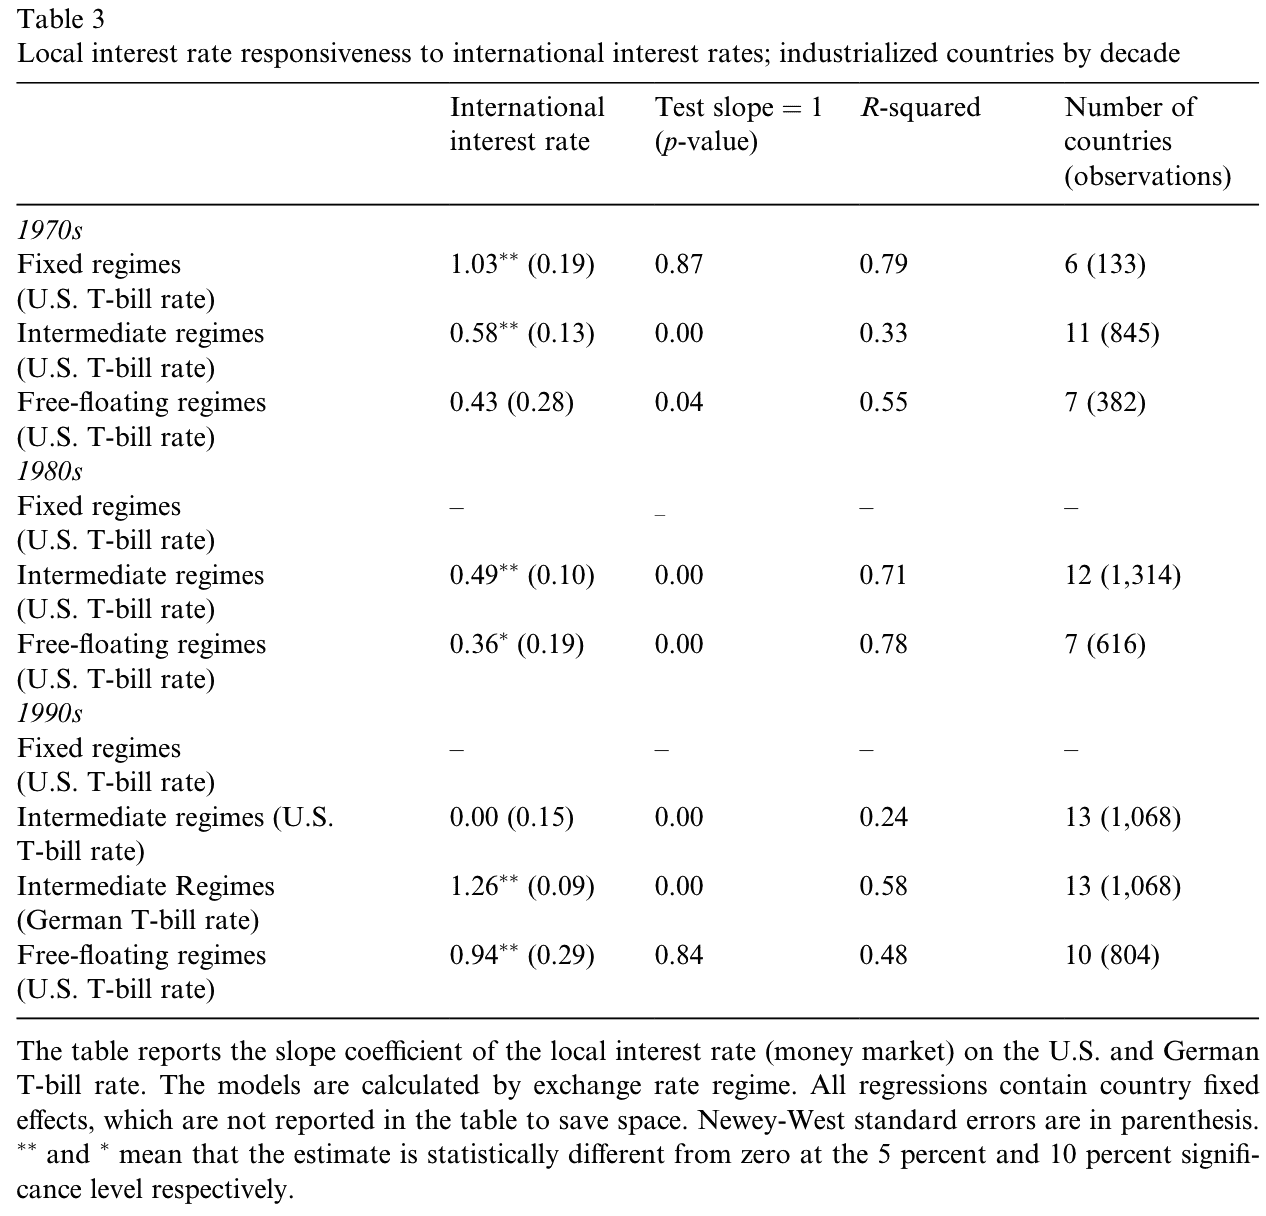 Table 3
Local interest rate responsiveness to international interest rates; industrialized countries by decade
International interest rate Test slope = 1 (p-value) R-squared Number of countries (observations)
1970s
Fixed regimes 1.03** (0.19) 0.87 0.79 6 (133)
(U.S. T-bill rate)
Intermediate regimes 0.58** (0.13) 0.00 0.33 11 (845)
(U.S. T-bill rate)
Free-floating regimes 0.43 (0.28) 0.04 0.55 7 (382)
(U.S. T-bill rate)
1980s
Fixed regimes – – – –
(U.S. T-bill rate)
Intermediate regimes 0.49** (0.10) 0.00 0.71 12 (1,314)
(U.S. T-bill rate)
Free-floating regimes 0.36* (0.19) 0.00 0.78 7 (616)
(U.S. T-bill rate)
1990s
Fixed regimes – – – –
(U.S. T-bill rate)
Intermediate regimes (U.S. 0.00 (0.15) 0.00 0.24 13 (1,068)
T-bill rate)
Intermediate Regimes 1.26** (0.09) 0.00 0.58 13 (1,068)
(German T-bill rate)
Free-floating regimes 0.94** (0.29) 0.84 0.48 10 (804)
(U.S. T-bill rate)
The table reports the slope coefficient of the local interest rate (money market) on the U.S. and German
T-bill rate. The models are calculated by exchange rate regime. All regressions contain country fixed
effects, which are not reported in the table to save space. Newey-West standard errors are in parenthesis.
** and * mean that the estimate is statistically different from zero at the 5 percent and 10 percent signifi-
cance level respectively.